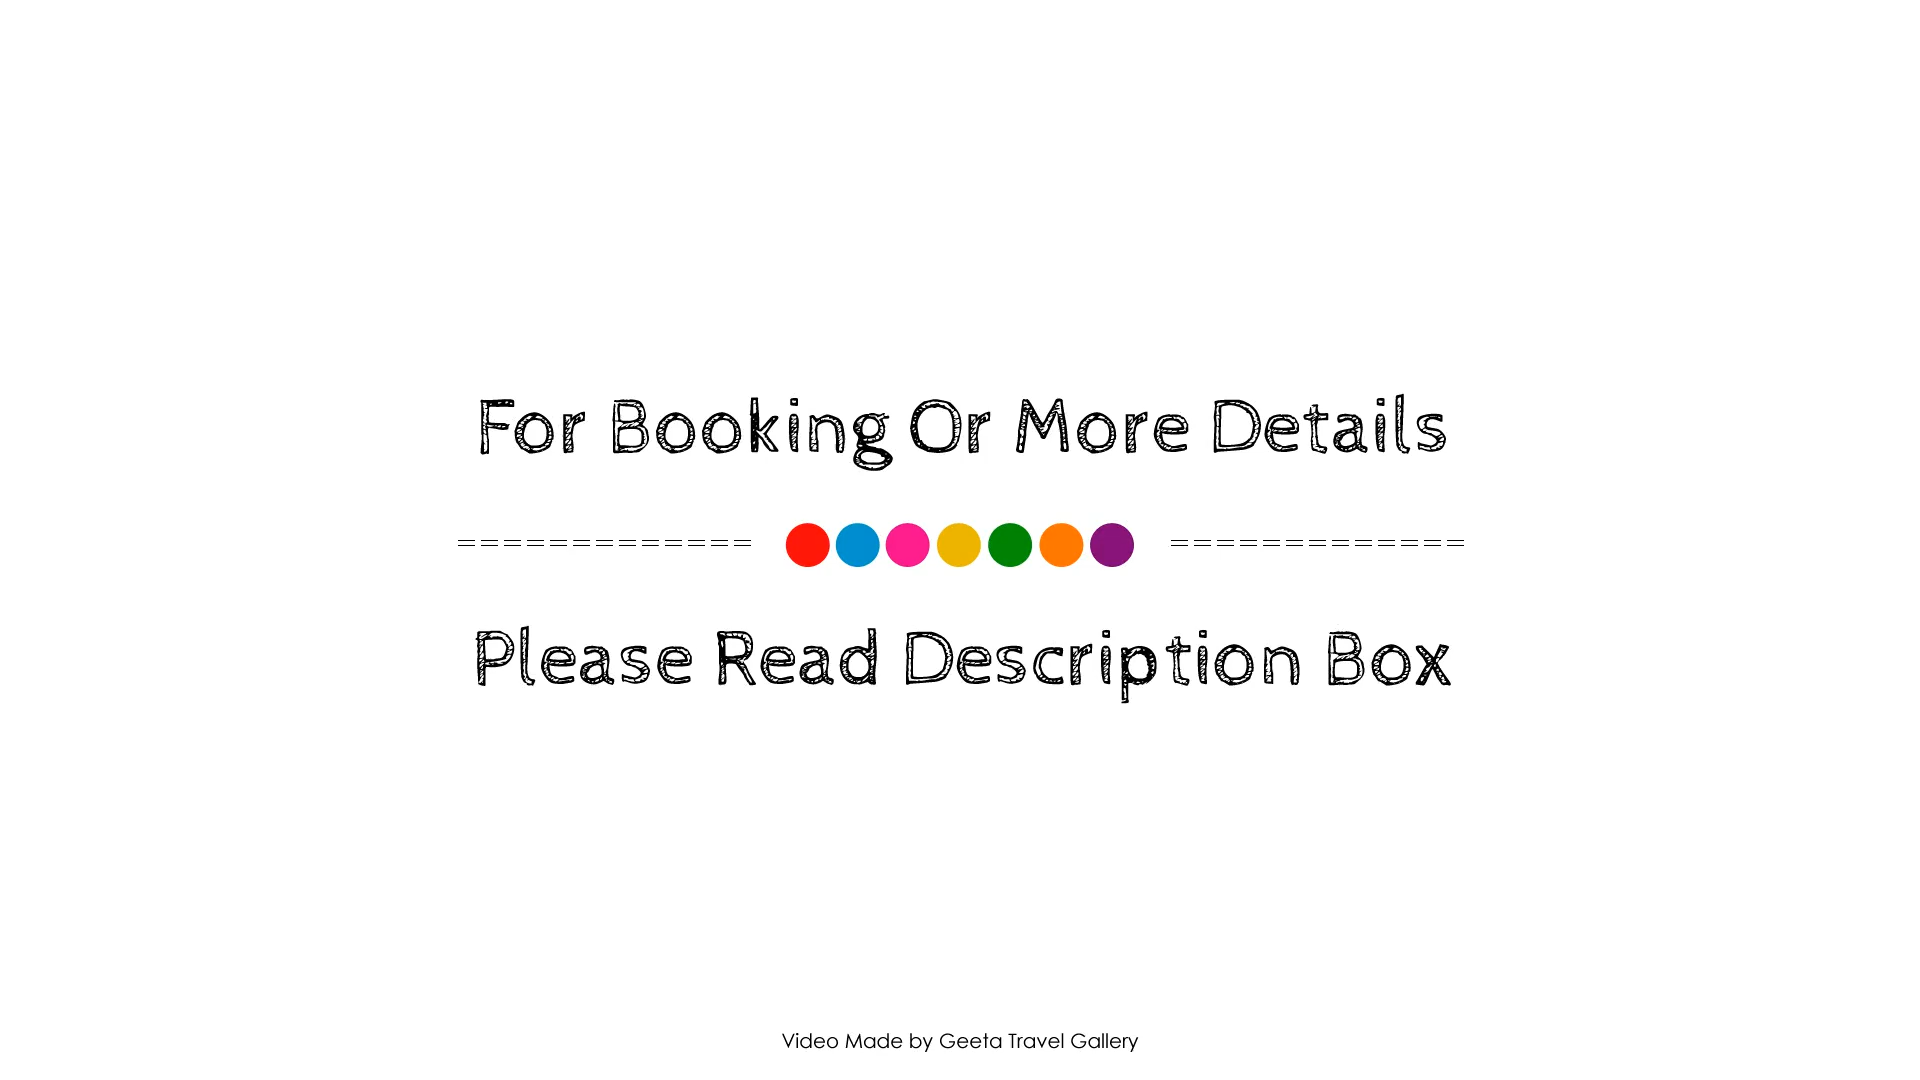 For Booking Or More Details
============= =============
Please Read Description Box
Video Made by Geeta Travel Gallery